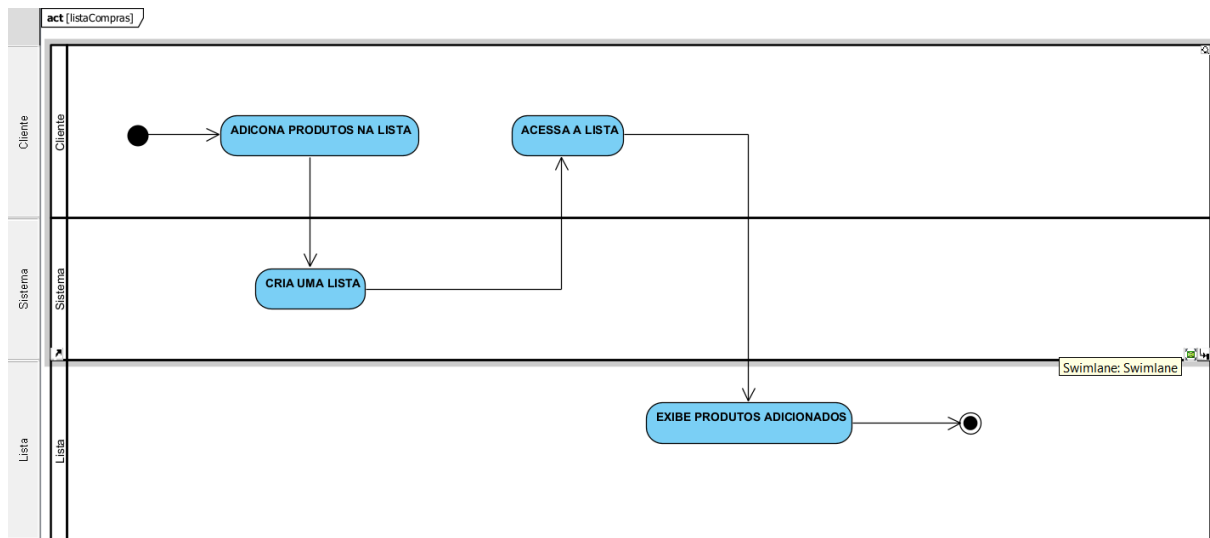 act [listaCompras]
Cliente
Cliente
ADICONA PRODUTOS NA LISTA
ACESSA A LISTA
Sistema
Sistema
CRIA UMA LISTA
Swimlane: Swimlane
Lista
Lista
EXIBE PRODUTOS ADICIONADOS